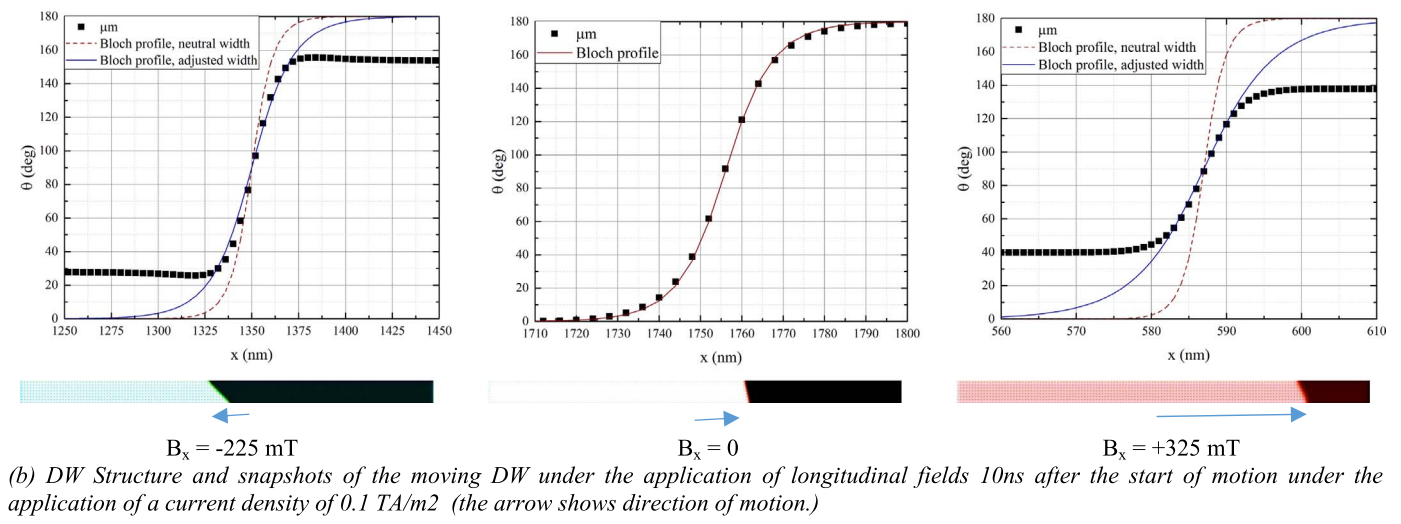 180
160
140
120
100
80
60
40
20
0
θ (deg)
μm
Bloch profile, neutral width
Bloch profile, adjusted width
1250 1275 1300 1325 1350 1375 1400 1425 1450
x (nm)
180
160
140
120
100
80
60
40
20
0
θ (deg)
μm
Bloch profile
1710 1720 1730 1740 1750 1760 1770 1780 1790 1800
x (nm)
180
160
140
120
100
80
60
40
20
0
θ (deg)
μm
Bloch profile, neutral width
Bloch profile, adjusted width
560 570 580 590 600 610
x (nm)
Bx = -225 mT
Bx = 0
Bx = +325 mT
(b) DW Structure and snapshots of the moving DW under the application of longitudinal fields 10ns after the start of motion under the
application of a current density of 0.1 TA/m2 (the arrow shows direction of motion.)